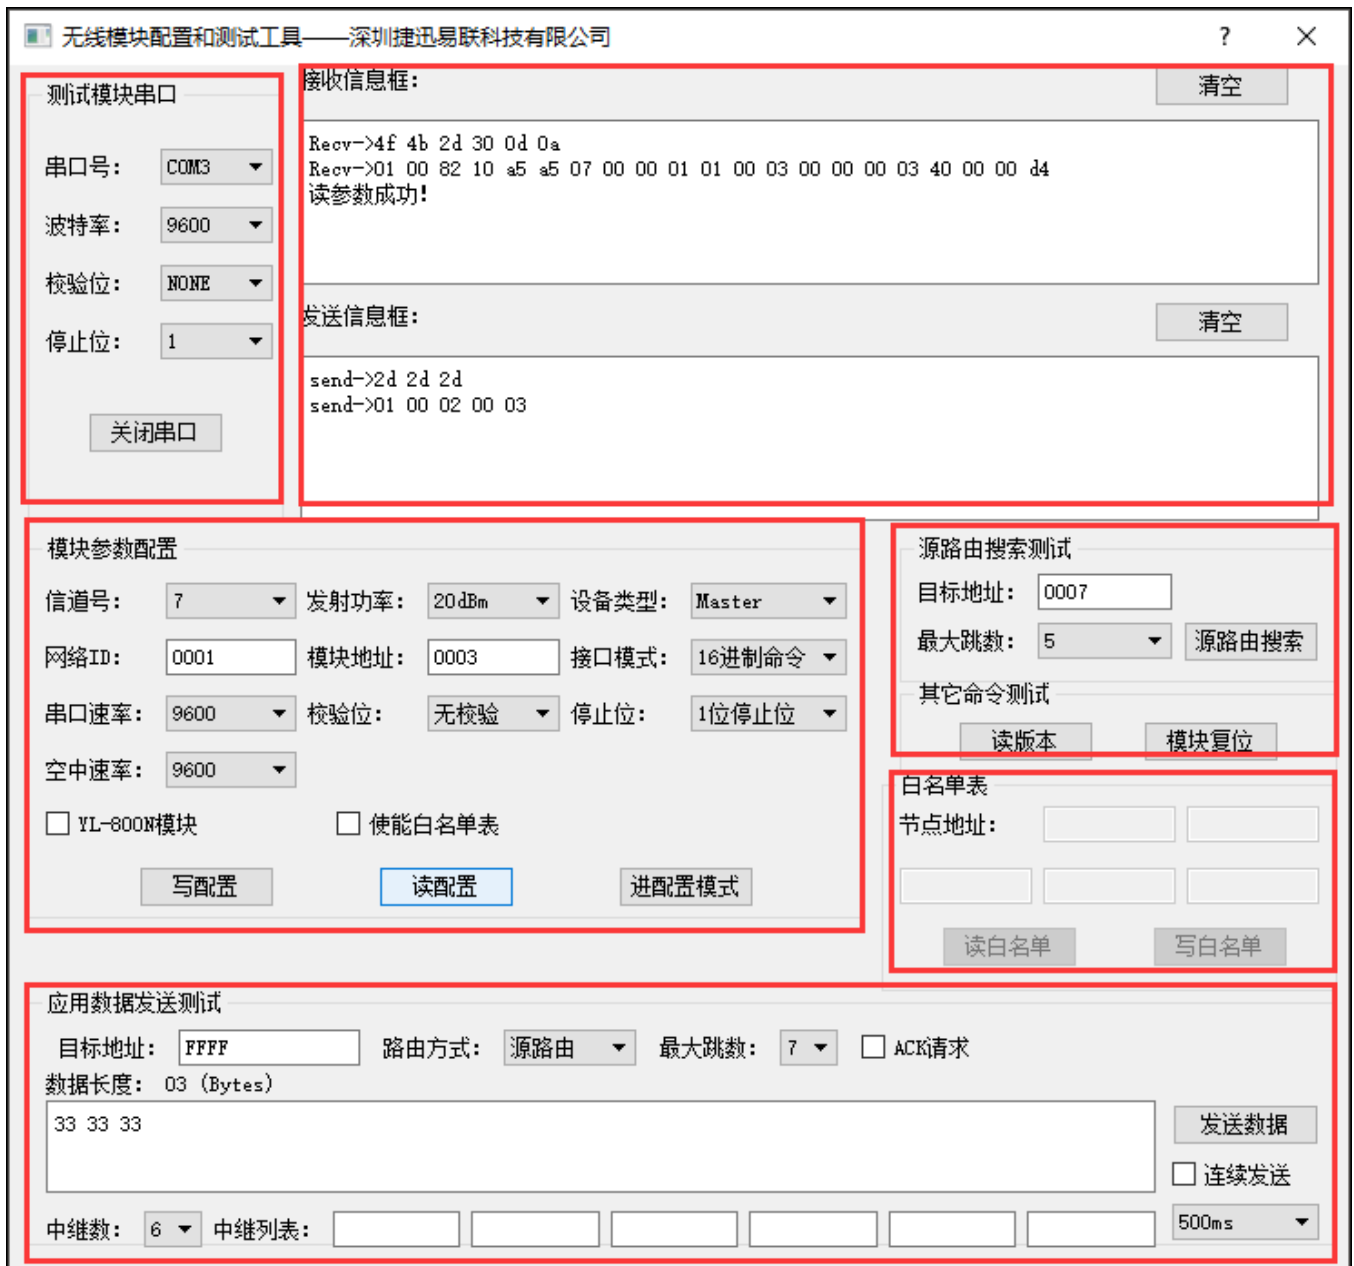 无线模块配置和测试工具——深圳捷迅易联科技有限公司
测试模块串口
串口号: COM3
波特率: 9600
校验位: NONE
停止位: 1
关闭串口
接收信息框: 清空
Recv->4f 4b 2d 30 0d 0a
Recv->01 00 82 10 a5 a5 07 00 00 01 01 00 03 00 00 00 03 40 00 00 d4
读参数成功!
发送信息框: 清空
send->2d 2d 2d
send->01 00 02 00 03
模块参数配置
信道号: 7 发射功率: 20dBm 设备类型: Master
网络ID: 0001 模块地址: 0003 接口模式: 16进制命令
串口速率: 9600 校验位: 无校验 停止位: 1位停止位
空中速率: 9600
YL-800N模块 使能白名单表
写配置 读配置 进配置模式
源路由搜索测试
目标地址: 0007
最大跳数: 5 源路由搜索
其它命令测试
读版本 模块复位
白名单表
节点地址:
读白名单 写白名单
应用数据发送测试
目标地址: FFFF 路由方式: 源路由 最大跳数: 7 ACK请求
数据长度: 03 (Bytes)
33 33 33
发送数据
连续发送
中继数: 6 中继列表: 500ms